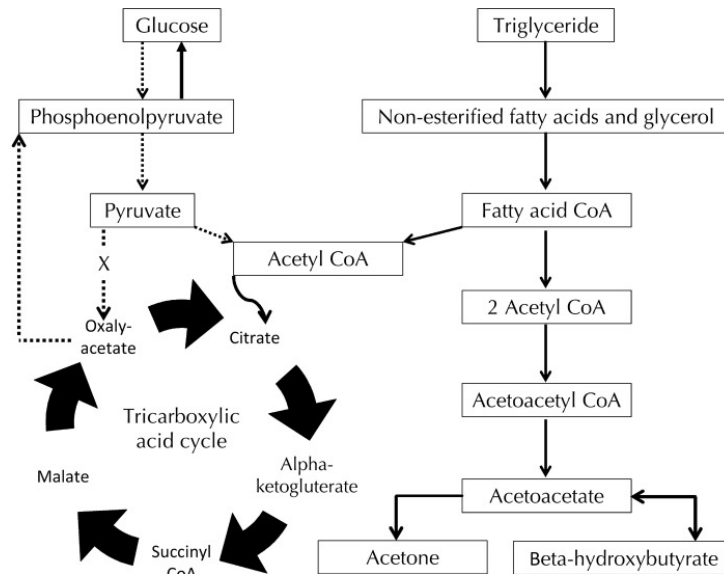 Glucose
Triglyceride
Phosphoenolpyruvate
Non-esterified fatty acids and glycerol
Pyruvate
Fatty acid CoA
Acetyl CoA
X
2 Acetyl CoA
Oxaly-
acetate
Citrate
Tricarboxylic
acid cycle
Acetoacetyl CoA
Malate
Alpha-
ketogluterate
Acetoacetate
Succinyl
CoA
Acetone
Beta-hydroxybutyrate